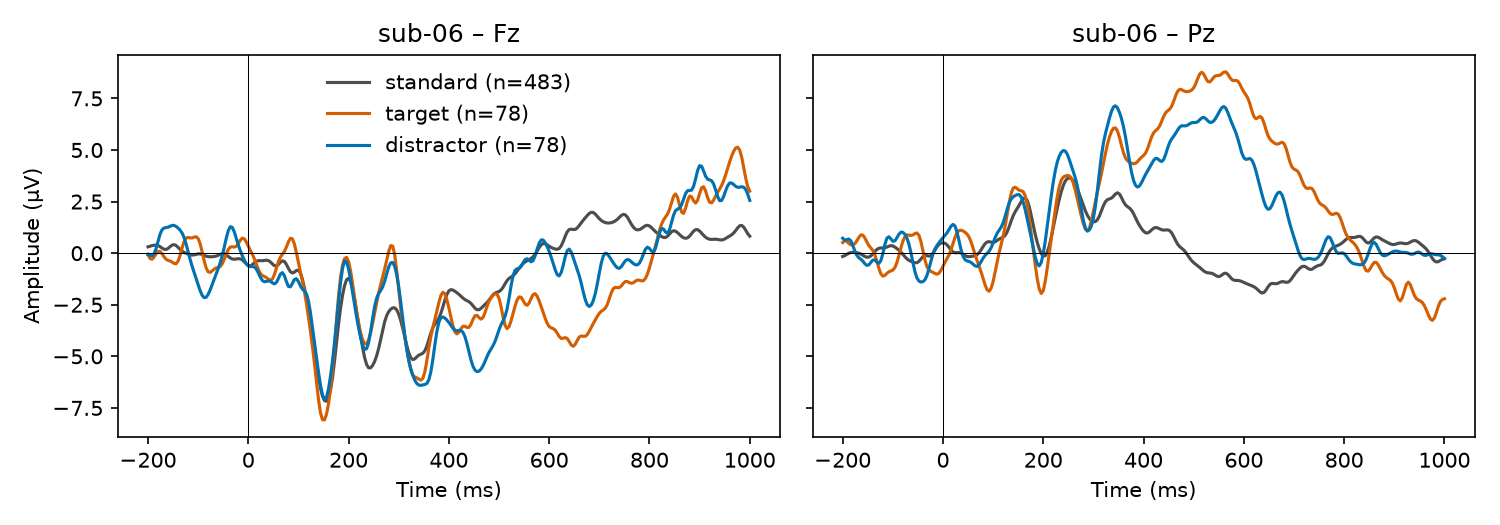 sub-06 – Fz
sub-06 – Pz
standard (n=483)
target (n=78)
distractor (n=78)
Amplitude (µV)
7.5
5.0
2.5
0.0
−2.5
−5.0
−7.5
−200 0 200 400 600 800 1000
−200 0 200 400 600 800 1000
Time (ms)
Time (ms)